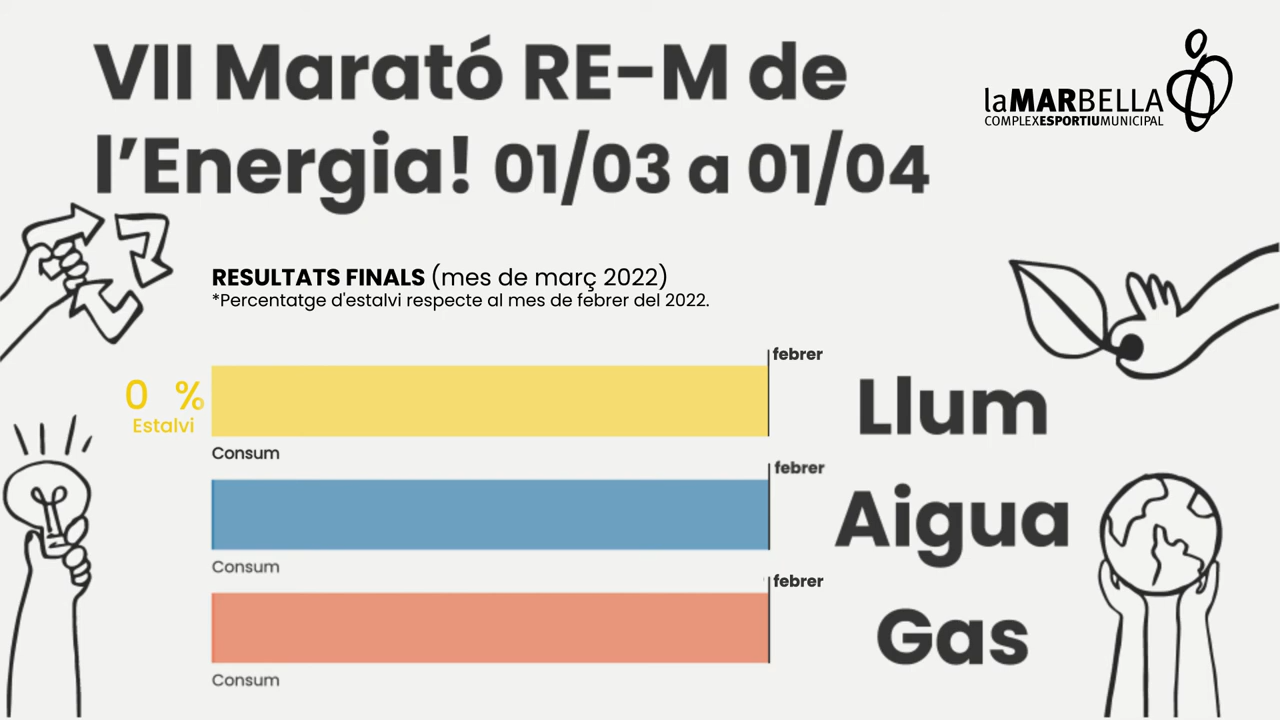 VII Marató RE-M de
l'Energia! 01/03 a 01/04
laMARBELLA
COMPLEXESPORTIUMUNICIPAL
RESULTATS FINALS (mes de març 2022)
*Percentatge d'estalvi respecte al mes de febrer del 2022.
febrer
0 %
Estalvi
Llum
Consum
febrer
Aigua
Consum
febrer
Gas
Consum